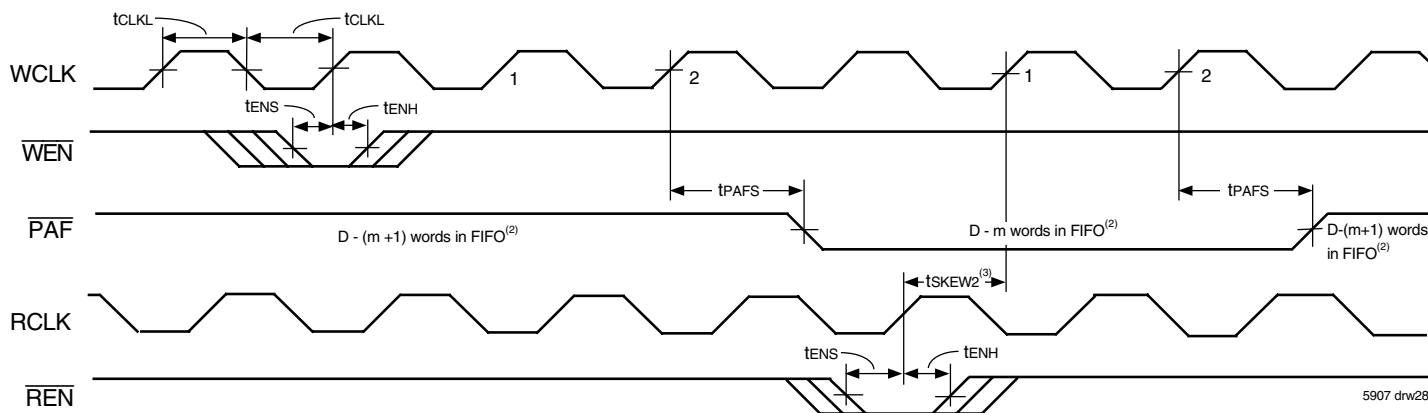 tCLKL tCLKL
WCLK 1 2 1 2
tENS tENH
WEN
tPAFS tPAFS
PAF D - (m +1) words in FIFO(2) D - m words in FIFO(2) D-(m+1) words
in FIFO(2)
tSKEW2(3)
RCLK
tENS tENH
REN
5907 drw28